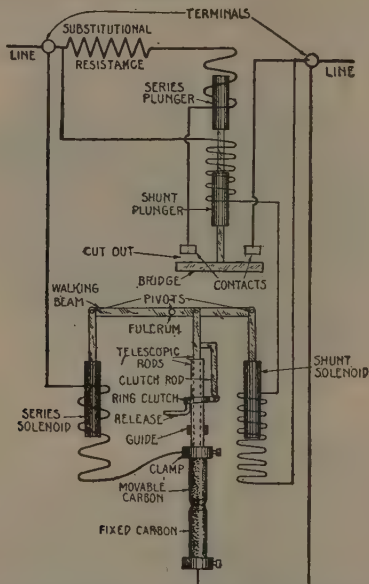 SUBSTITUTIONAL
TERMINALS
LINE
RESISTANCE
LINE
SERIES
PLUNGER
SHUNT
PLUNGER
CUT OUT
BRIDGE
CONTACTS
WALKING
BEAM
PIVOTS
FULCRUM
TELESCOPIC
RODS
CLUTCH ROD
RING CLUTCH
RELEASE
SHUNT
SOLENOID
SERIES
SOLENOID
GUIDE
CLAMP
MOVABLE
CARBON
FIXED CARBON